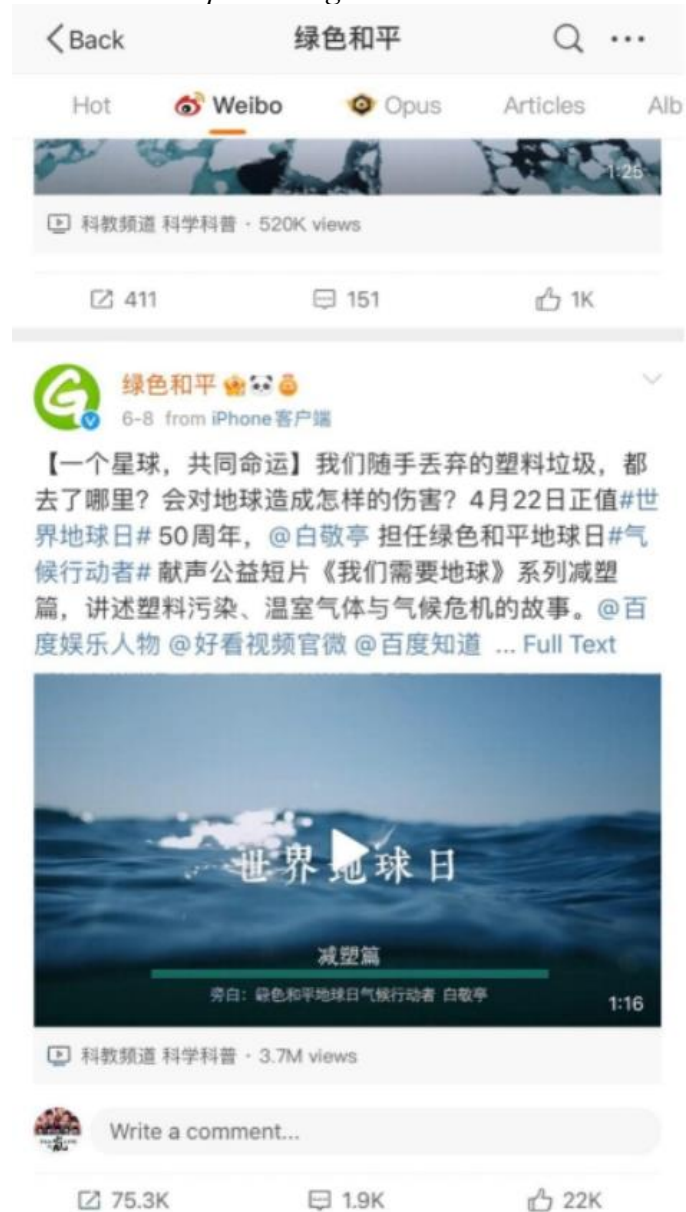 Back 绿色和平
Hot Weibo Opus Articles Alb
1:25
科教频道 科学科普 · 520K views
411 151 1K
绿色和平
6-8 from iPhone客户端
【一个星球，共同命运】我们随手丢弃的塑料垃圾，都
去了哪里？会对地球造成怎样的伤害？4月22日正值#世
界地球日# 50周年，@白敬亭 担任绿色和平地球日#气
候行动者# 献声公益短片《我们需要地球》系列减塑
篇，讲述塑料污染、温室气体与气候危机的故事。@百
度娱乐人物 @好看视频官微 @百度知道 ... Full Text
世界地球日
减塑篇
旁白：绿色和平地球日气候行动者 白敬亭
1:16
科教频道 科学科普 · 3.7M views
Write a comment...
75.3K 1.9K 22K